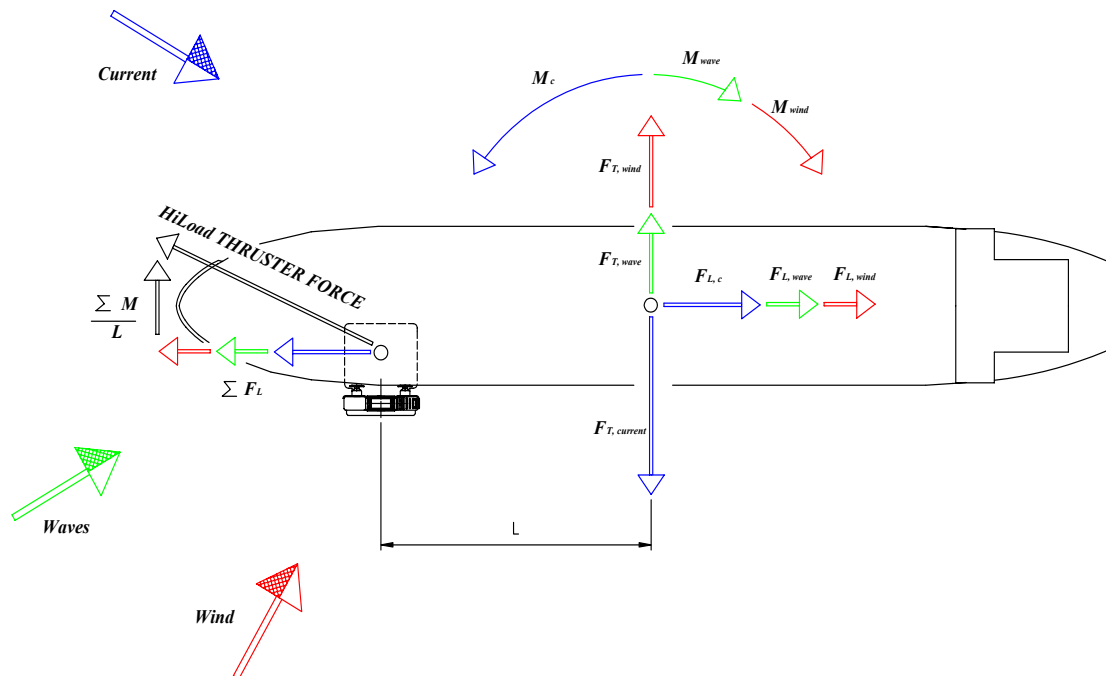 Current
M c
M wave
M wind
F T, wind
HiLoad THRUSTER FORCE
F T, wave
F L, c
F L, wave
F L, wind
∑ M
L
∑ F L
F T, current
Waves
L
Wind